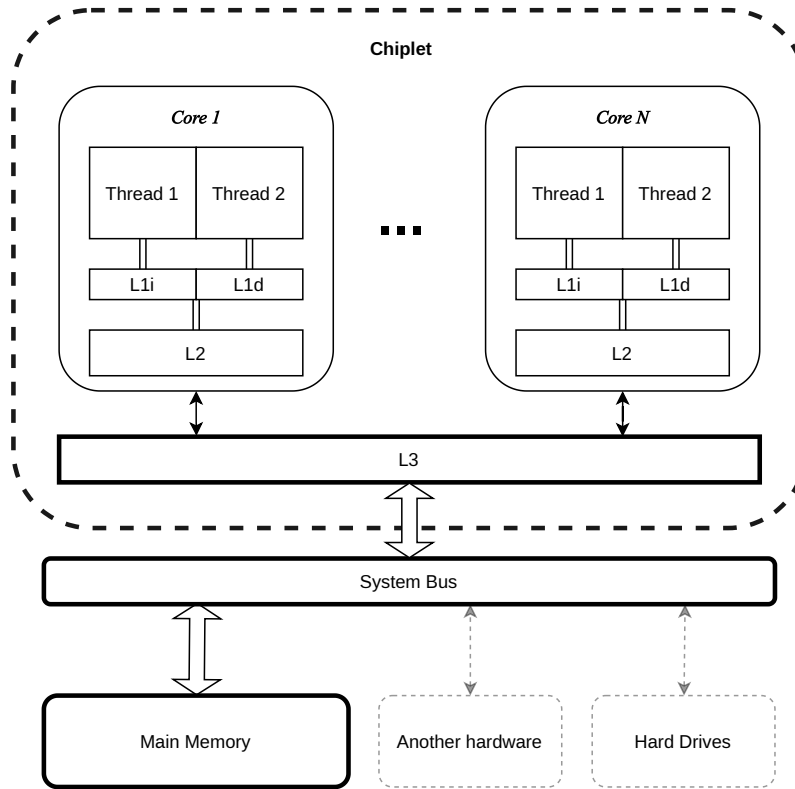 Chiplet
Core 1
Core N
Thread 1
Thread 2
Thread 1
Thread 2
L1i
L1d
L1i
L1d
L2
L2
L3
System Bus
Main Memory
Another hardware
Hard Drives